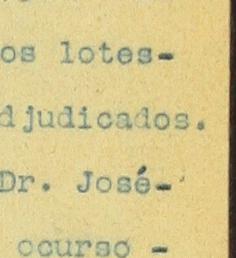 os lotes-
djudicados.
Dr. José-
ocurso -